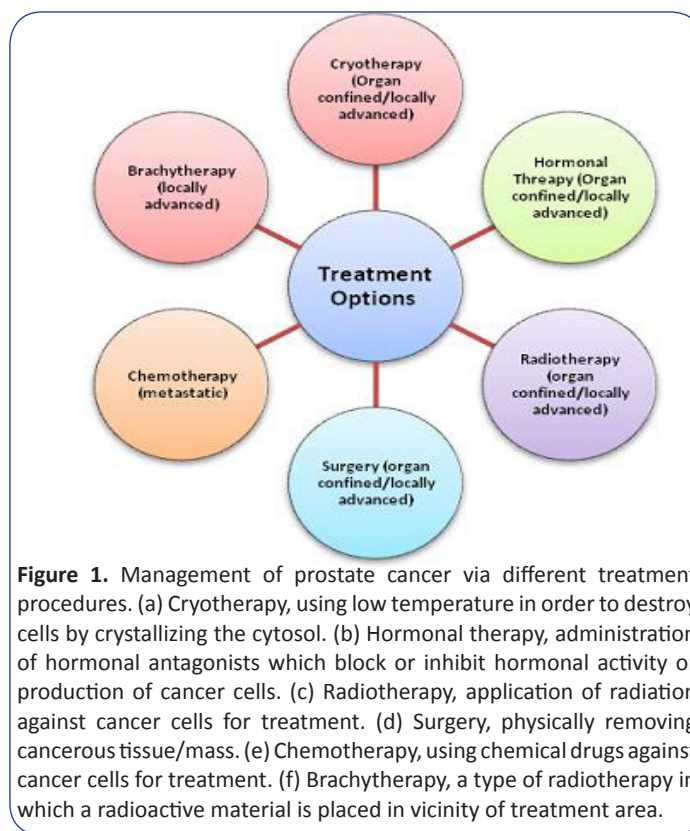 Cryotherapy
(Organ
confined/locally
advanced)
Hormonal
Threapy (Organ
confined/locally
advanced)
Brachytherapy
(locally
advanced)
Treatment
Options
Chemotherapy
(metastatic)
Radiotherapy
(organ
confined/locally
advanced)
Surgery (organ
confined/locally
advanced)
Figure 1. Management of prostate cancer via different treatment
procedures. (a) Cryotherapy, using low temperature in order to destroy
cells by crystallizing the cytosol. (b) Hormonal therapy, administration
of hormonal antagonists which block or inhibit hormonal activity or
production of cancer cells. (c) Radiotherapy, application of radiation
against cancer cells for treatment. (d) Surgery, physically removing
cancerous tissue/mass. (e) Chemotherapy, using chemical drugs against
cancer cells for treatment. (f) Brachytherapy, a type of radiotherapy in
which a radioactive material is placed in vicinity of treatment area.